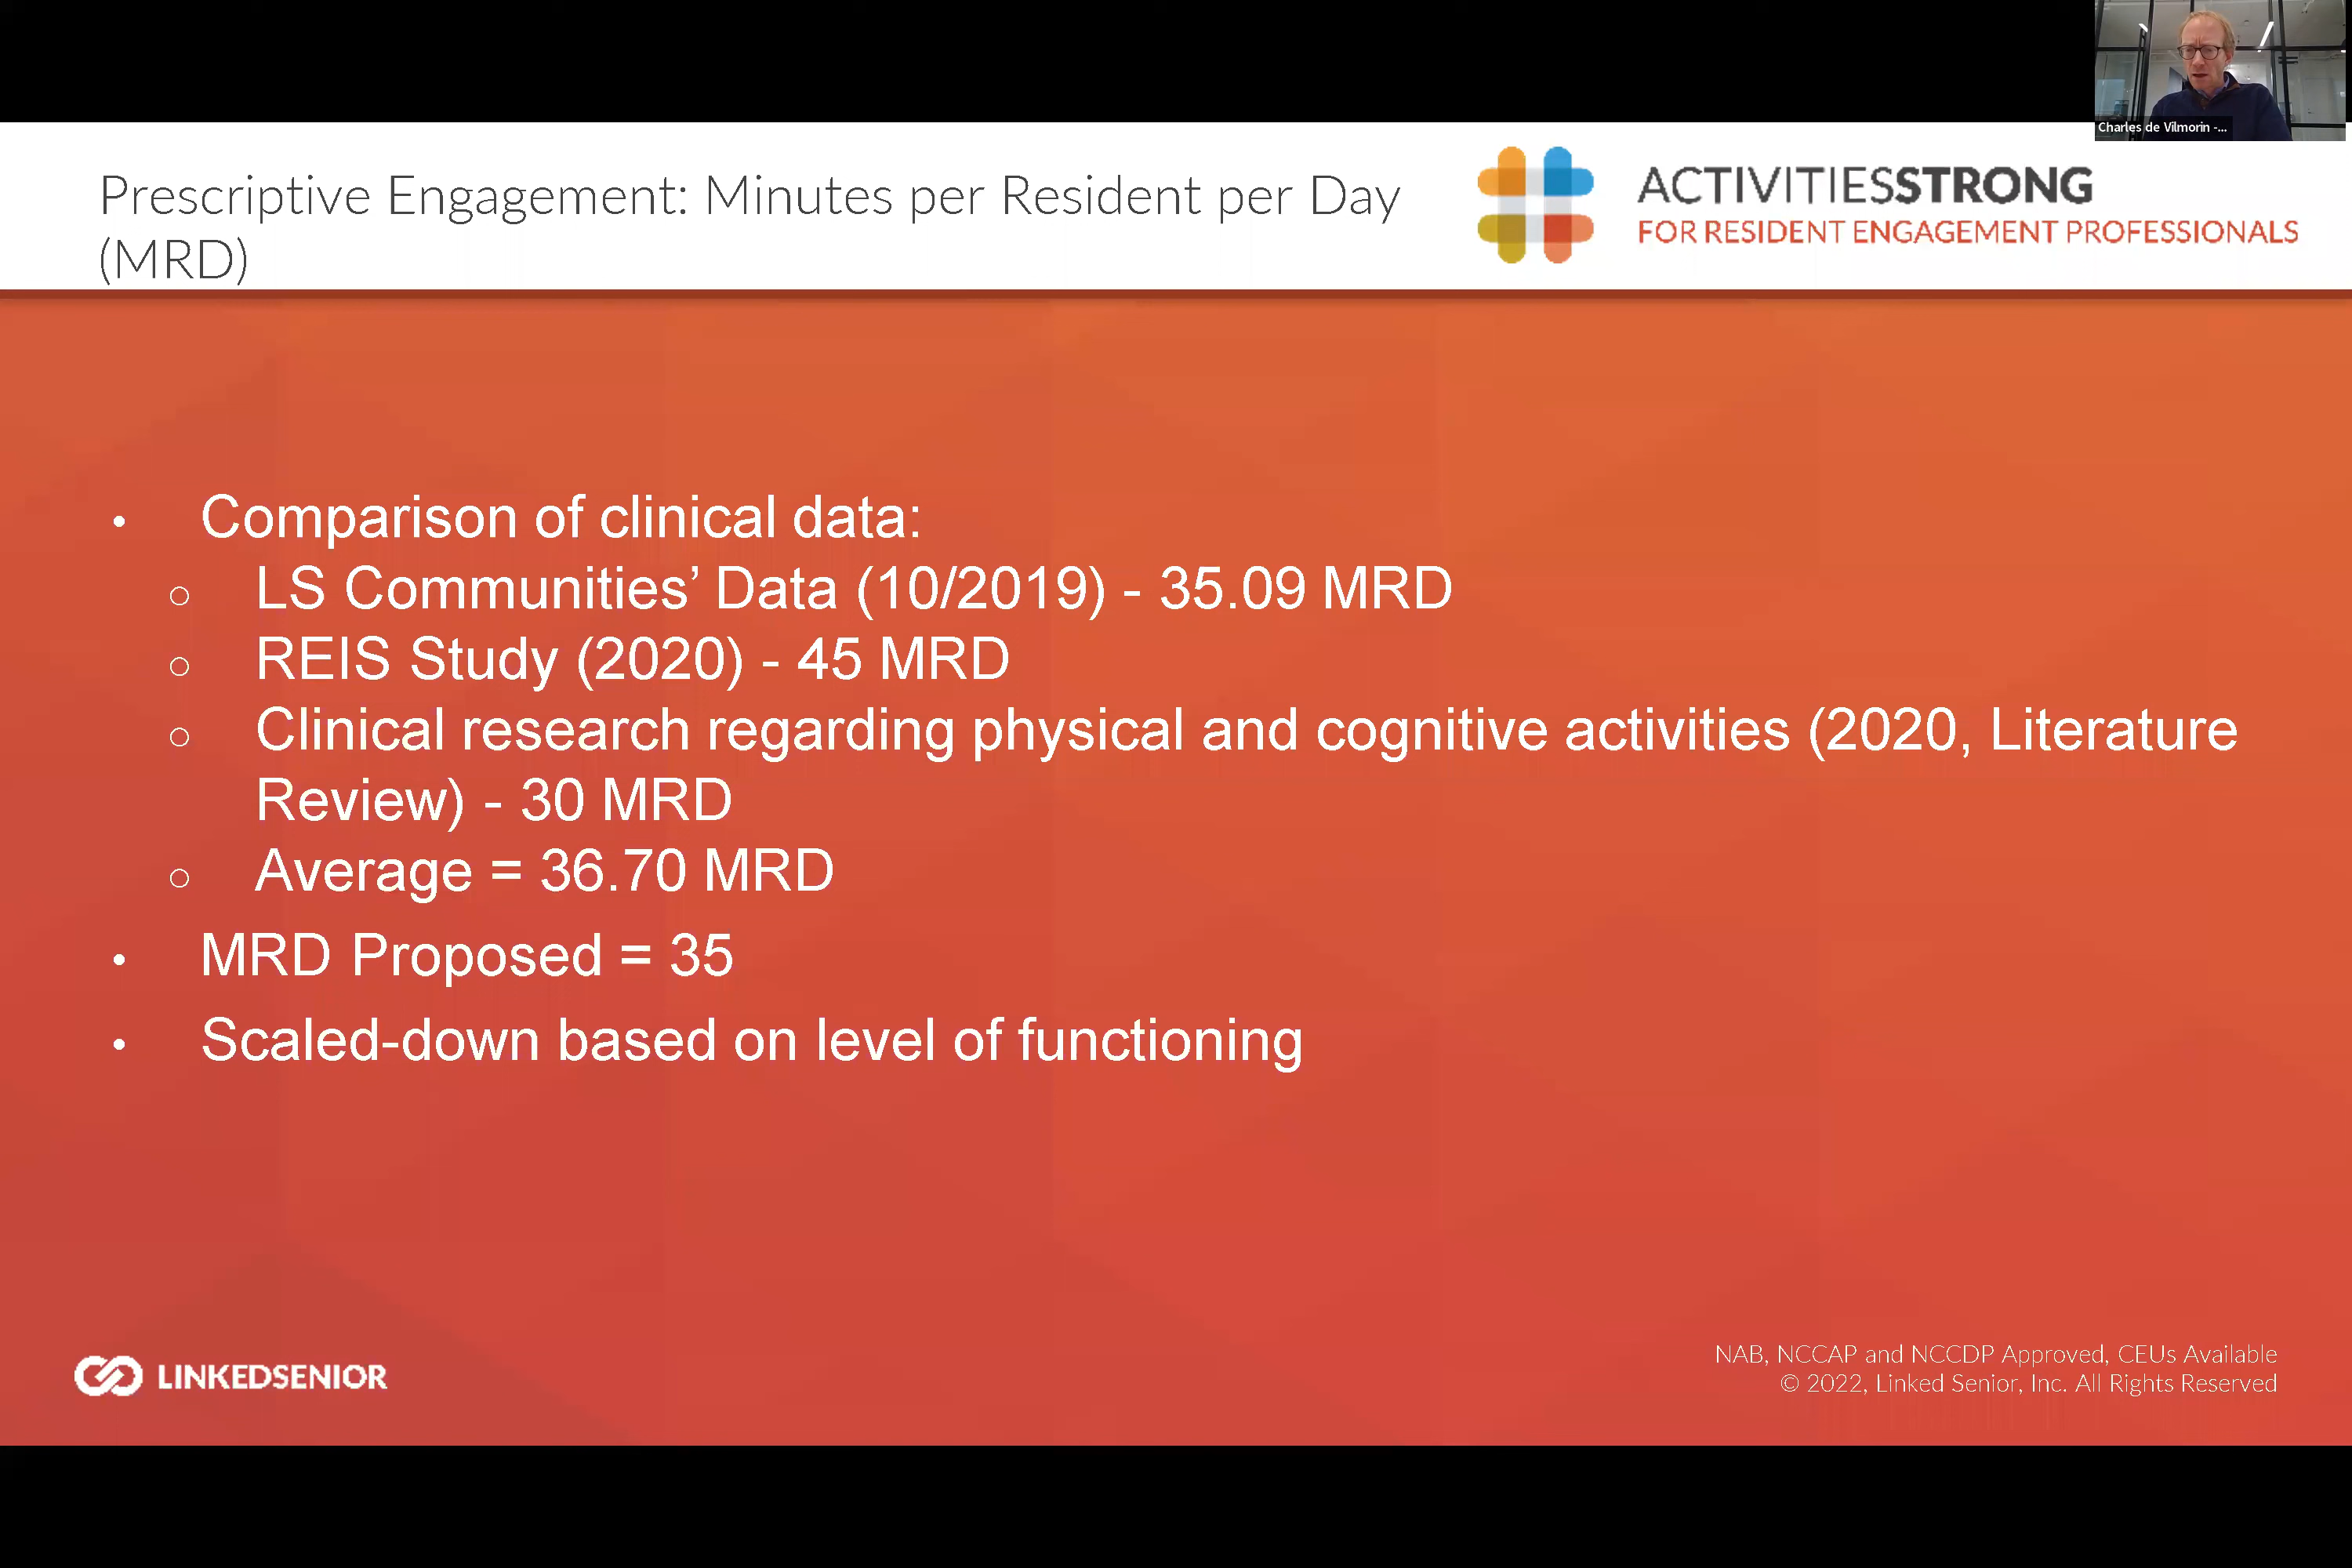 Charles de Vilmorin -...
Prescriptive Engagement: Minutes per Resident per Day
(MRD)
ACTIVITIESSTRONG
FOR RESIDENT ENGAGEMENT PROFESSIONALS
• Comparison of clinical data:
○ LS Communities’ Data (10/2019) - 35.09 MRD
○ REIS Study (2020) - 45 MRD
○ Clinical research regarding physical and cognitive activities (2020, Literature
Review) - 30 MRD
○ Average = 36.70 MRD
• MRD Proposed = 35
• Scaled-down based on level of functioning
LINKEDSENIOR
NAB, NCCAP and NCCDP Approved, CEUs Available
© 2022, Linked Senior, Inc. All Rights Reserved